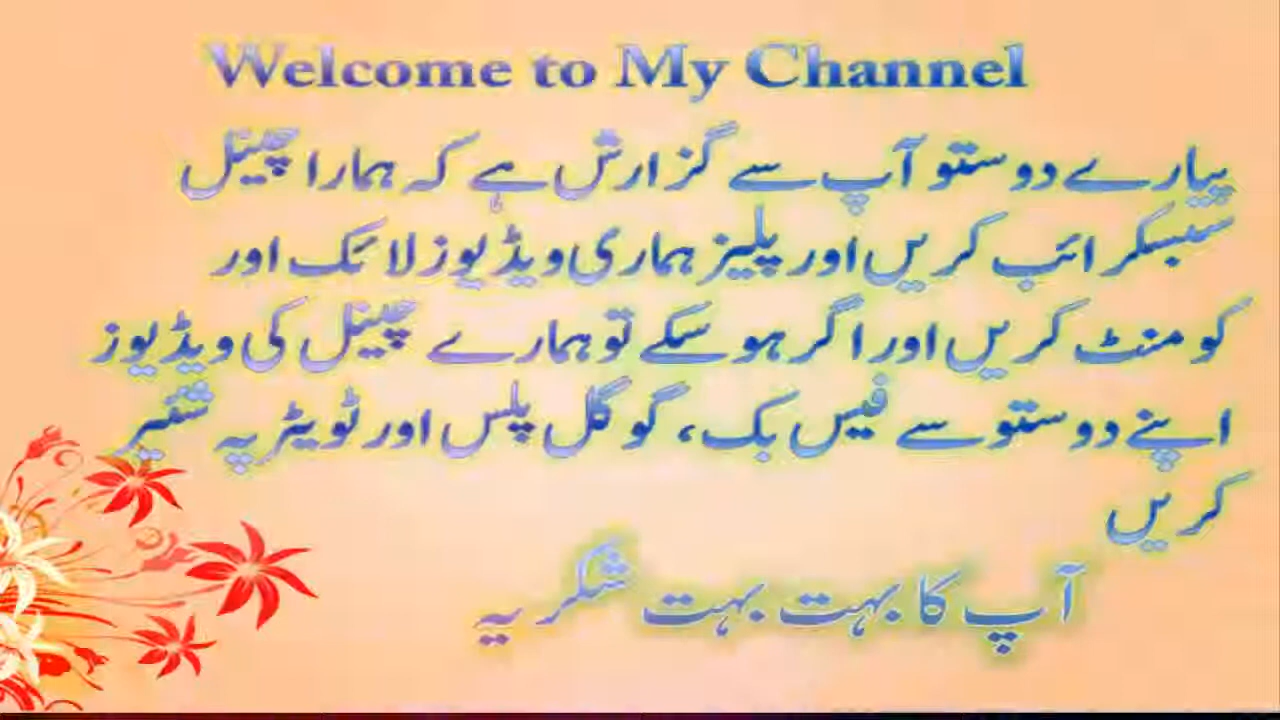 Welcome to My Channel
پیارے دوستو آپ سے گزارش ہے کہ ہمارا چینل
سبسکرائب کریں اور پلیز ہماری ویڈیوز لائک اور
کومنٹ کریں اور اگر ہو سکے تو ہمارے چینل کی ویڈیوز
اپنے دوستو سے فیس بک، گوگل پلس اور ٹویٹر پہ شئیر
کریں
آپ کا بہت بہت شکریہ